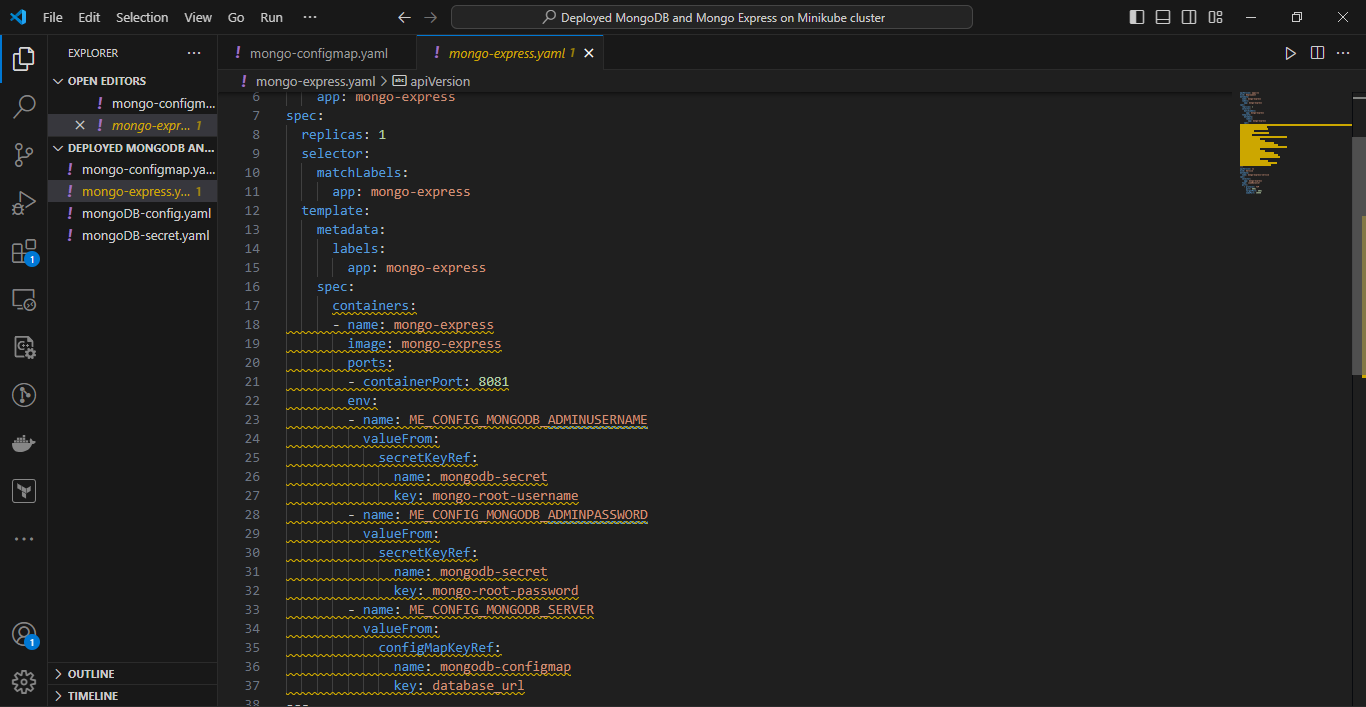 File Edit Selection View Go Run ···
Deployed MongoDB and Mongo Express on Minikube cluster
EXPLORER
OPEN EDITORS
mongo-configm...
mongo-expr... 1
DEPLOYED MONGODB AN...
mongo-configmap.ya...
mongo-express.y... 1
mongoDB-config.yaml
mongoDB-secret.yaml
OUTLINE
TIMELINE
1
1
mongo-configmap.yaml
mongo-express.yaml 1
mongo-express.yaml > abc apiVersion
6 app: mongo-express
7 spec:
8 replicas: 1
9 selector:
10 matchLabels:
11 app: mongo-express
12 template:
13 metadata:
14 labels:
15 app: mongo-express
16 spec:
17 containers:
18 - name: mongo-express
19 image: mongo-express
20 ports:
21 - containerPort: 8081
22 env:
23 - name: ME_CONFIG_MONGODB_ADMINUSERNAME
24 valueFrom:
25 secretKeyRef:
26 name: mongodb-secret
27 key: mongo-root-username
28 - name: ME_CONFIG_MONGODB_ADMINPASSWORD
29 valueFrom:
30 secretKeyRef:
31 name: mongodb-secret
32 key: mongo-root-password
33 - name: ME_CONFIG_MONGODB_SERVER
34 valueFrom:
35 configMapKeyRef:
36 name: mongodb-configmap
37 key: database_url
38 ---